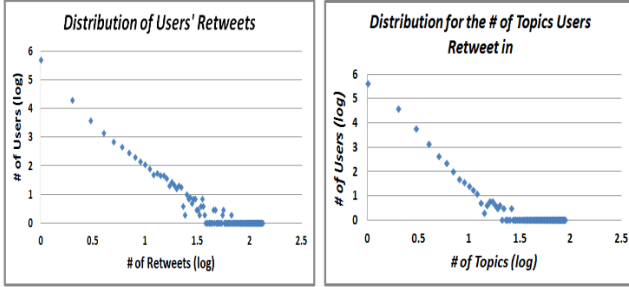 Distribution of Users' Retweets
# of Users (log)
6
5
4
3
2
1
0
0 0.5 1 1.5 2 2.5
# of Retweets (log)
Distribution for the # of Topics Users
Retweet in
# of Users (log)
6
5
4
3
2
1
0
0 0.5 1 1.5 2 2.5
# of Topics (log)